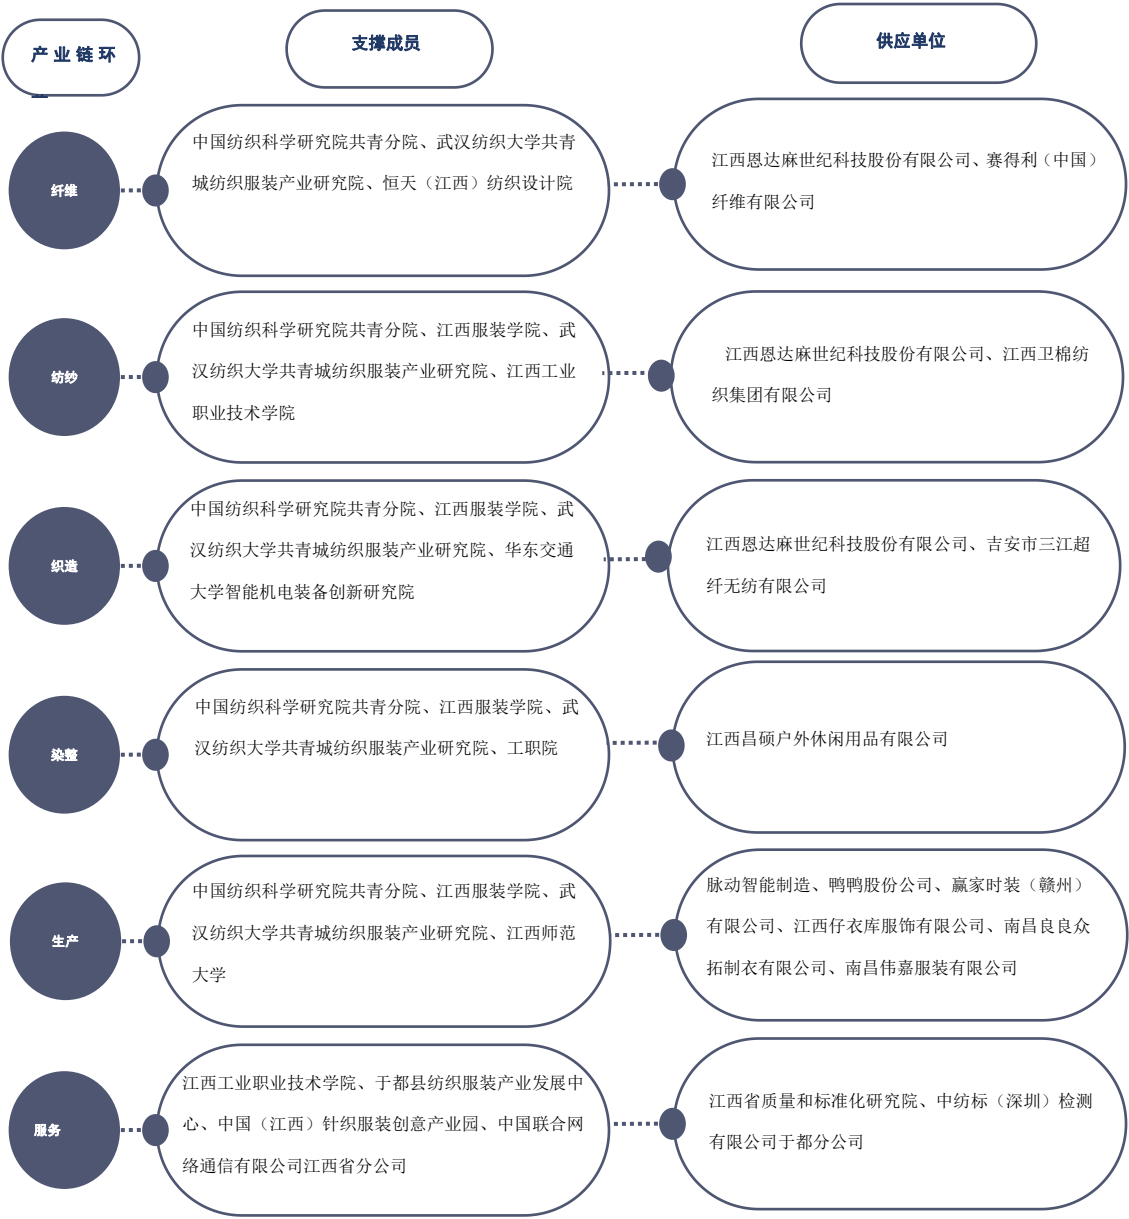 产业链环
支撑成员
供应单位
纤维
中国纺织科学研究院共青分院、武汉纺织大学共青
城纺织服装产业研究院、恒天（江西）纺织设计院
江西恩达麻世纪科技股份有限公司、赛得利（中国）
纤维有限公司
纺纱
中国纺织科学研究院共青分院、江西服装学院、武
汉纺织大学共青城纺织服装产业研究院、江西工业
职业技术学院
江西恩达麻世纪科技股份有限公司、江西卫棉纺
织集团有限公司
织造
中国纺织科学研究院共青分院、江西服装学院、武
汉纺织大学共青城纺织服装产业研究院、华东交通
大学智能机电装备创新研究院
江西恩达麻世纪科技股份有限公司、吉安市三江超
纤无纺有限公司
染整
中国纺织科学研究院共青分院、江西服装学院、武
汉纺织大学共青城纺织服装产业研究院、工职院
江西昌硕户外休闲用品有限公司
生产
中国纺织科学研究院共青分院、江西服装学院、武
汉纺织大学共青城纺织服装产业研究院、江西师范
大学
脉动智能制造、鸭鸭股份公司、赢家时装（赣州）
有限公司、江西仔衣库服饰有限公司、南昌良良众
拓制衣有限公司、南昌伟嘉服装有限公司
服务
江西工业职业技术学院、于都县纺织服装产业发展中
心、中国（江西）针织服装创意产业园、中国联合网
络通信有限公司江西省分公司
江西省质量和标准化研究院、中纺标（深圳）检测
有限公司于都分公司